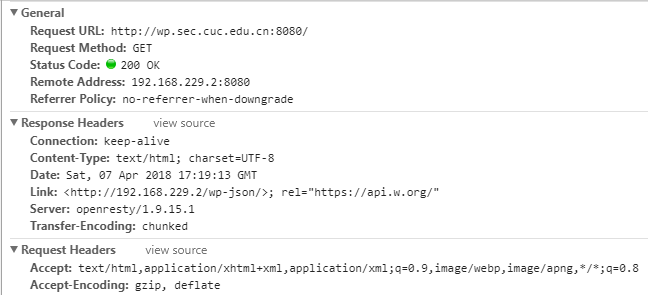 General
Request URL: http://wp.sec.cuc.edu.cn:8080/
Request Method: GET
Status Code: 200 OK
Remote Address: 192.168.229.2:8080
Referrer Policy: no-referrer-when-downgrade
Response Headers view source
Connection: keep-alive
Content-Type: text/html; charset=UTF-8
Date: Sat, 07 Apr 2018 17:19:13 GMT
Link: <http://192.168.229.2/wp-json/>; rel="https://api.w.org/"
Server: openresty/1.9.15.1
Transfer-Encoding: chunked
Request Headers view source
Accept: text/html,application/xhtml+xml,application/xml;q=0.9,image/webp,image/apng,*/*;q=0.8
Accept-Encoding: gzip, deflate